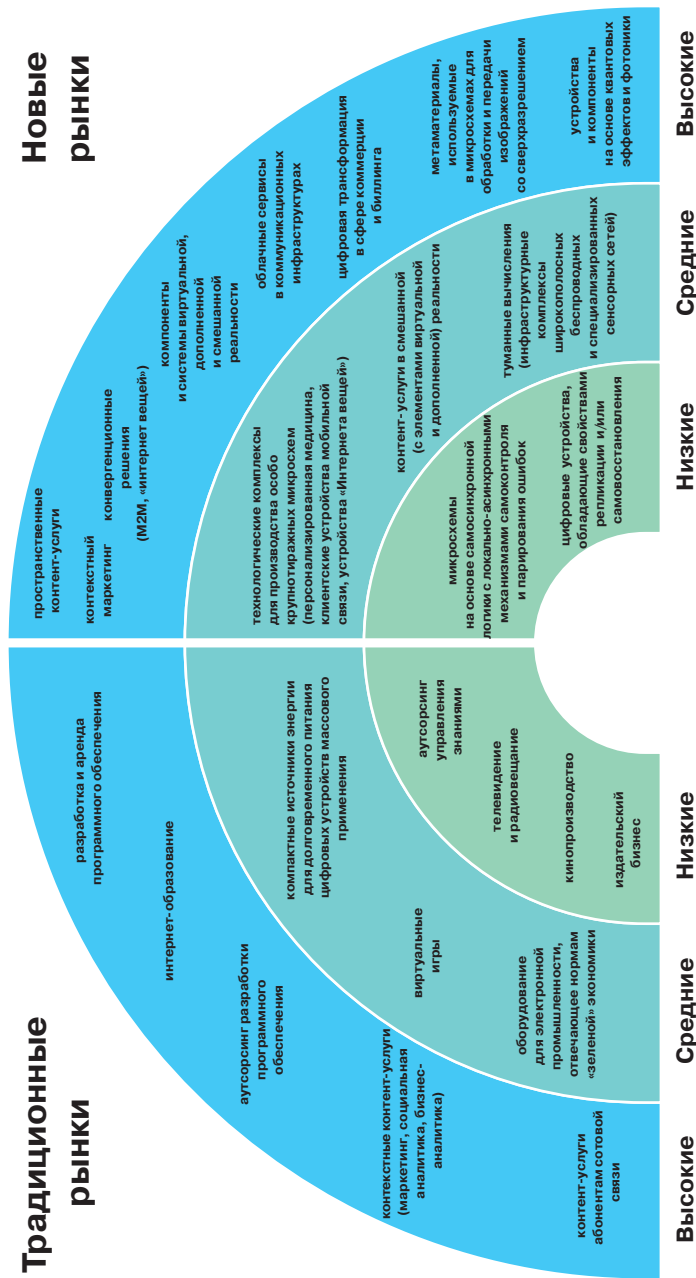 Традиционные
рынки
Новые
рынки
разработка и аренда
программного обеспечения
интернет-образование
аутсорсинг разработки
программного
обеспечения
контекстные контент-услуги
(маркетинг, социальная
аналитика, бизнес-
аналитика)
контент-услуги
абонентам сотовой
связи
компактные источники энергии
для долговременного питания
цифровых устройств массового
применения
виртуальные
игры
оборудование
для электронной
промышленности,
отвечающее нормам
«зеленой» экономики
аутсорсинг
управления
знаниями
телевидение
и радиовещание
кинопроизводство
издательский
бизнес
пространственные
контент-услуги
контекстный
маркетинг
конвергенционные
решения
(M2M, «интернет вещей»)
компоненты
и системы виртуальной,
дополненной
и смешанной
реальности
облачные сервисы
в коммуникационных
инфраструктурах
цифровая трансформация
в сфере коммерции
и биллинга
метаматериалы,
используемые
в микросхемах для
обработки и передачи
изображений
со сверхразрешением
устройства
и компоненты
на основе квантовых
эффектов и фотоники
технологические комплексы
для производства особо
крупнотиражных микросхем
(персонализированная медицина,
клиентские устройства мобильной
связи, устройства «Интернета вещей»)
контент-услуги в смешанной
(с элементами виртуальной
и дополненной) реальности
туманные вычисления
(инфраструктурные
комплексы
широкополосных
беспроводных
и специализированных
сенсорных сетей)
микросхемы
на основе самосинхронной
логики с локально-асинхронными
механизмами самоконтроля
и парирования ошибок
цифровые устройства,
обладающие свойствами
репликации и/или
самовосстановления
Высокие
Средние
Низкие
Низкие
Средние
Высокие